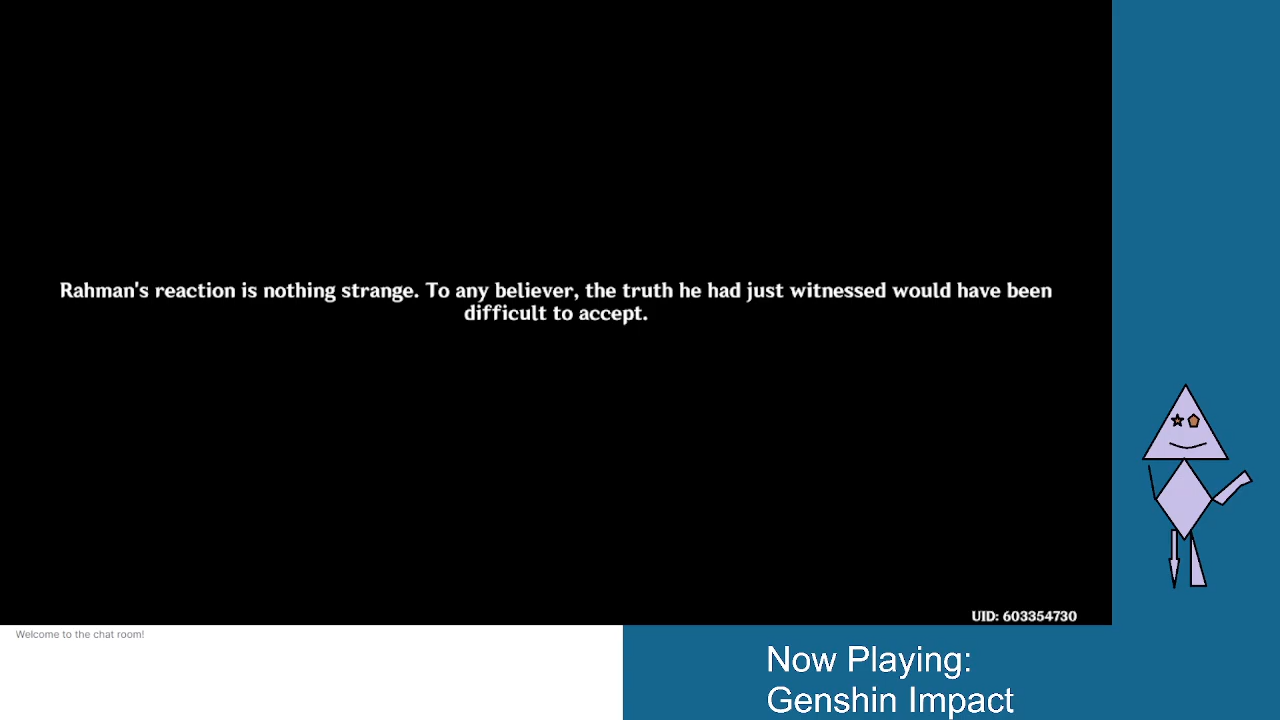 Rahman's reaction is nothing strange. To any believer, the truth he had just witnessed would have been
difficult to accept.
UID: 603354730
Welcome to the chat room!
Now Playing:
Genshin Impact